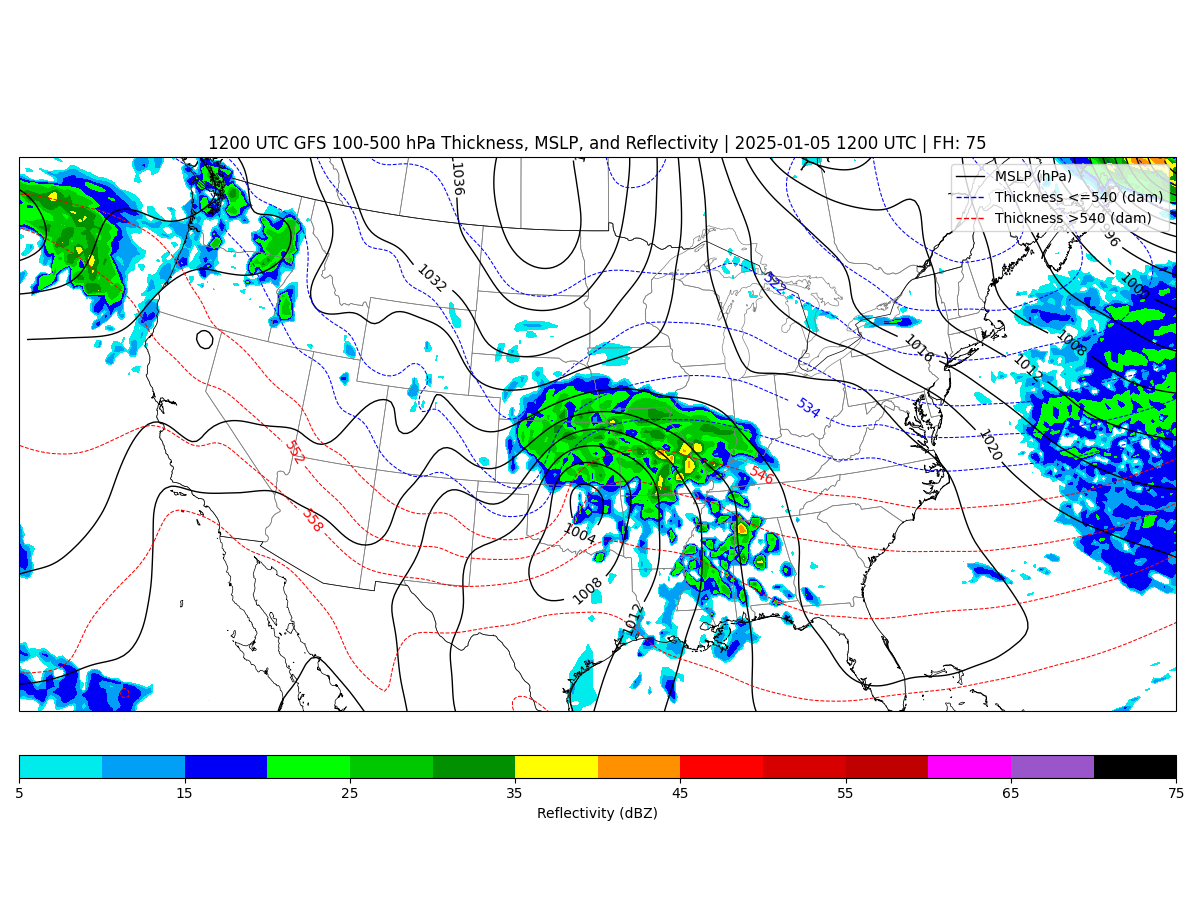 1200 UTC GFS 100-500 hPa Thickness, MSLP, and Reflectivity | 2025-01-05 1200 UTC | FH: 75
MSLP (hPa)
Thickness <=540 (dam)
Thickness >540 (dam)
1036
1032
522
996
1008
1016
1012
534
1020
552
546
558
1004
1008
1012
5 15 25 35 45 55 65 75
Reflectivity (dBZ)